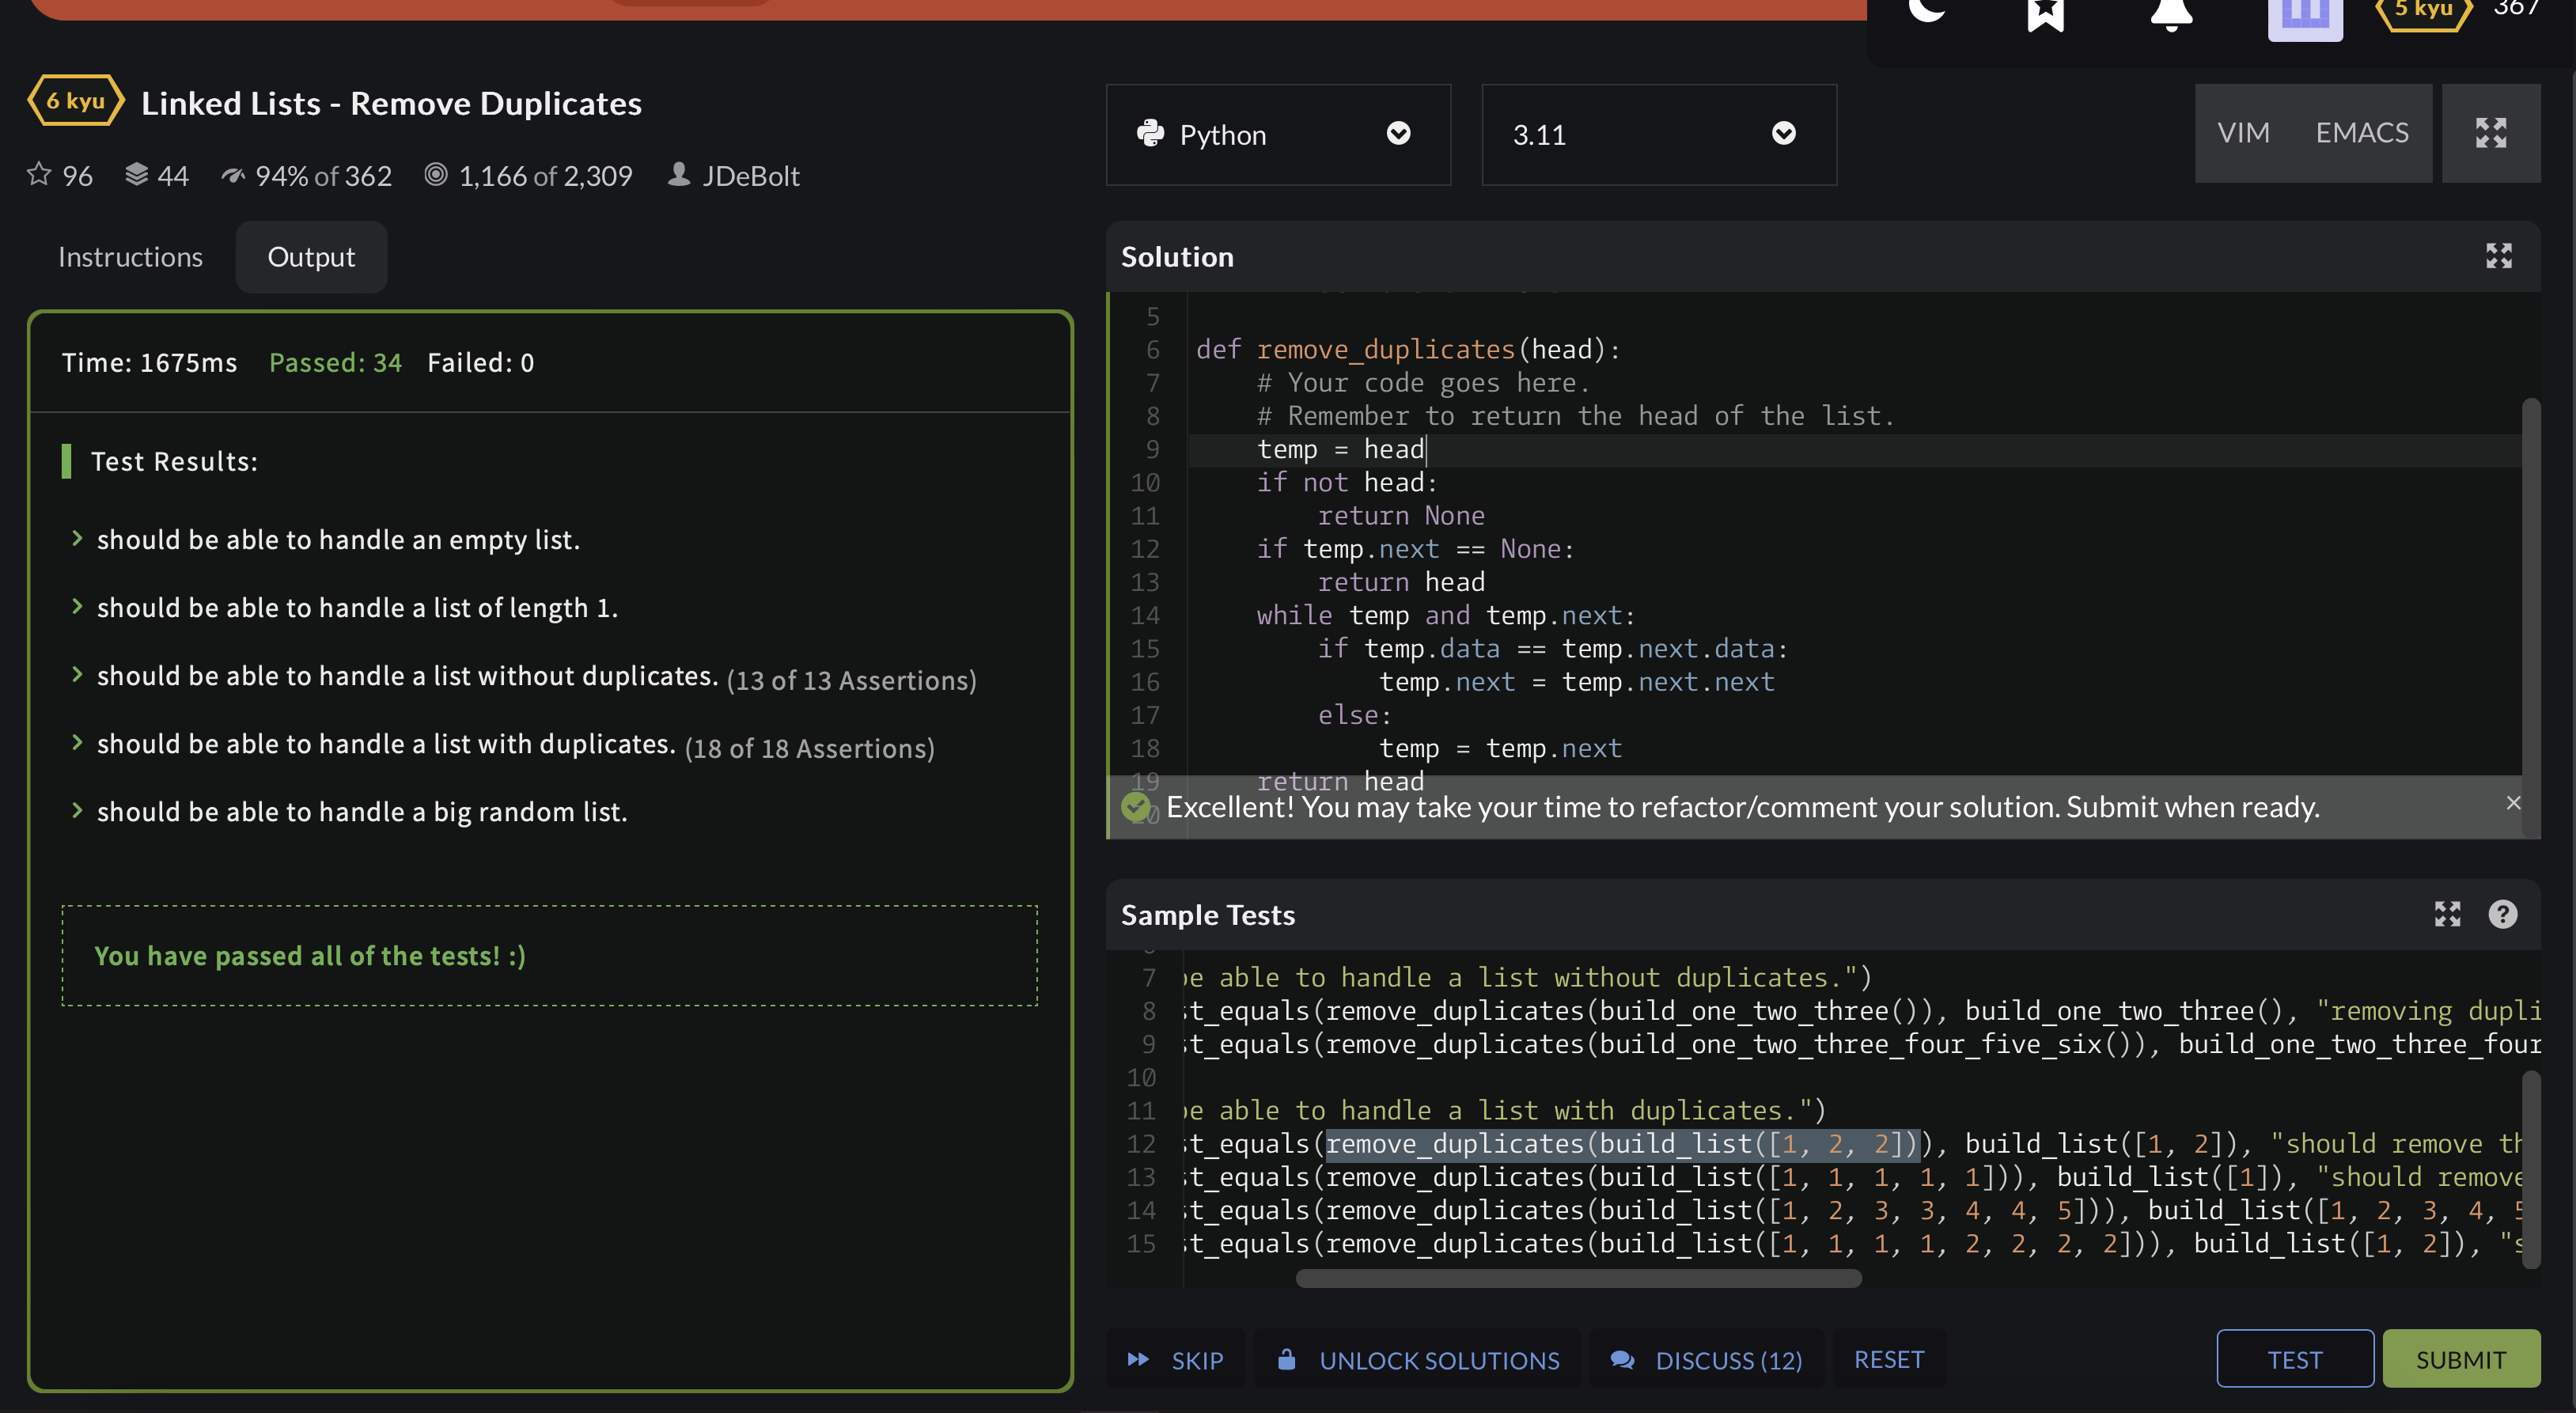 5 kyu 367
6 kyu Linked Lists - Remove Duplicates
96 44 94% of 362 1,166 of 2,309 JDeBolt
Python 3.11 VIM EMACS
Instructions Output
Time: 1675ms Passed: 34 Failed: 0
Test Results:
should be able to handle an empty list.
should be able to handle a list of length 1.
should be able to handle a list without duplicates. (13 of 13 Assertions)
should be able to handle a list with duplicates. (18 of 18 Assertions)
should be able to handle a big random list.
You have passed all of the tests! :)
Solution
5
6 def remove_duplicates(head):
7 # Your code goes here.
8 # Remember to return the head of the list.
9 temp = head
10 if not head:
11 return None
12 if temp.next == None:
13 return head
14 while temp and temp.next:
15 if temp.data == temp.next.data:
16 temp.next = temp.next.next
17 else:
18 temp = temp.next
19 return head
20
Excellent! You may take your time to refactor/comment your solution. Submit when ready.
Sample Tests
7 be able to handle a list without duplicates.")
8 st_equals(remove_duplicates(build_one_two_three()), build_one_two_three(), "removing dupli
9 st_equals(remove_duplicates(build_one_two_three_four_five_six()), build_one_two_three_four
10
11 be able to handle a list with duplicates.")
12 st_equals(remove_duplicates(build_list([1, 2, 2])), build_list([1, 2]), "should remove th
13 st_equals(remove_duplicates(build_list([1, 1, 1, 1, 1])), build_list([1]), "should remove
14 st_equals(remove_duplicates(build_list([1, 2, 3, 3, 4, 4, 5])), build_list([1, 2, 3, 4, 5
15 st_equals(remove_duplicates(build_list([1, 1, 1, 1, 2, 2, 2, 2])), build_list([1, 2]), "s
SKIP UNLOCK SOLUTIONS DISCUSS (12) RESET TEST SUBMIT